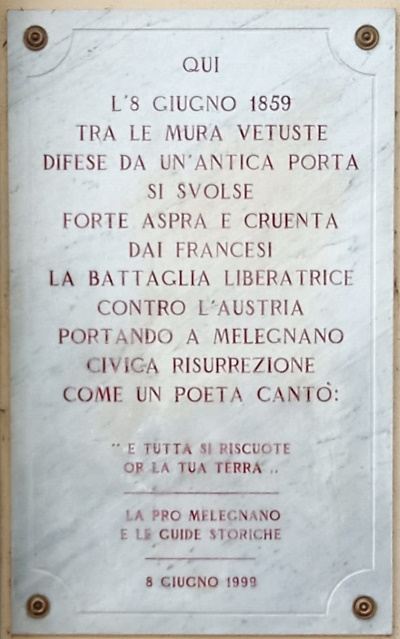 QUI
L'8 GIUGNO 1859
TRA LE MURA VETUSTE
DIFESE DA UN'ANTICA PORTA
SI SVOLSE
FORTE ASPRA E CRUENTA
DAI FRANCESI
LA BATTAGLIA LIBERATRICE
CONTRO L'AUSTRIA
PORTANDO A MELEGNANO
CIVICA RISURREZIONE
COME UN POETA CANTÒ:
" E TUTTA SI RISCUOTE
OR LA TUA TERRA „
LA PRO MELEGNANO
E LE GUIDE STORICHE
8 GIUGNO 1999